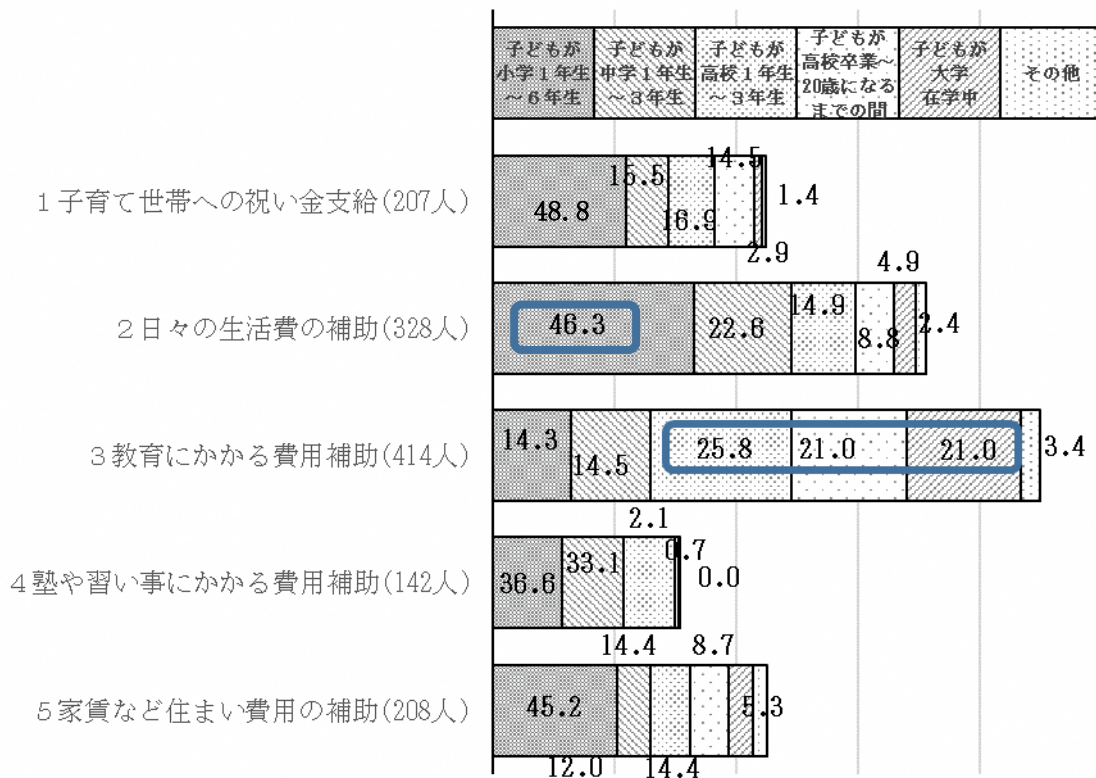 子どもが
小学１年生
～６年生
子どもが
中学１年生
～３年生
子どもが
高校１年生
～３年生
子どもが
高校卒業～
20歳になる
までの間
子どもが
大学
在学中
その他
１子育て世帯への祝い金支給(207人)
48.8
15.5
16.9
14.5
2.9
1.4
２日々の生活費の補助(328人)
46.3
22.6
14.9
8.8
4.9
2.4
３教育にかかる費用補助(414人)
14.3
14.5
25.8
21.0
21.0
3.4
４塾や習い事にかかる費用補助(142人)
36.6
33.1
2.1
0.7
0.0
５家賃など住まい費用の補助(208人)
45.2
12.0
14.4
14.4
8.7
5.3